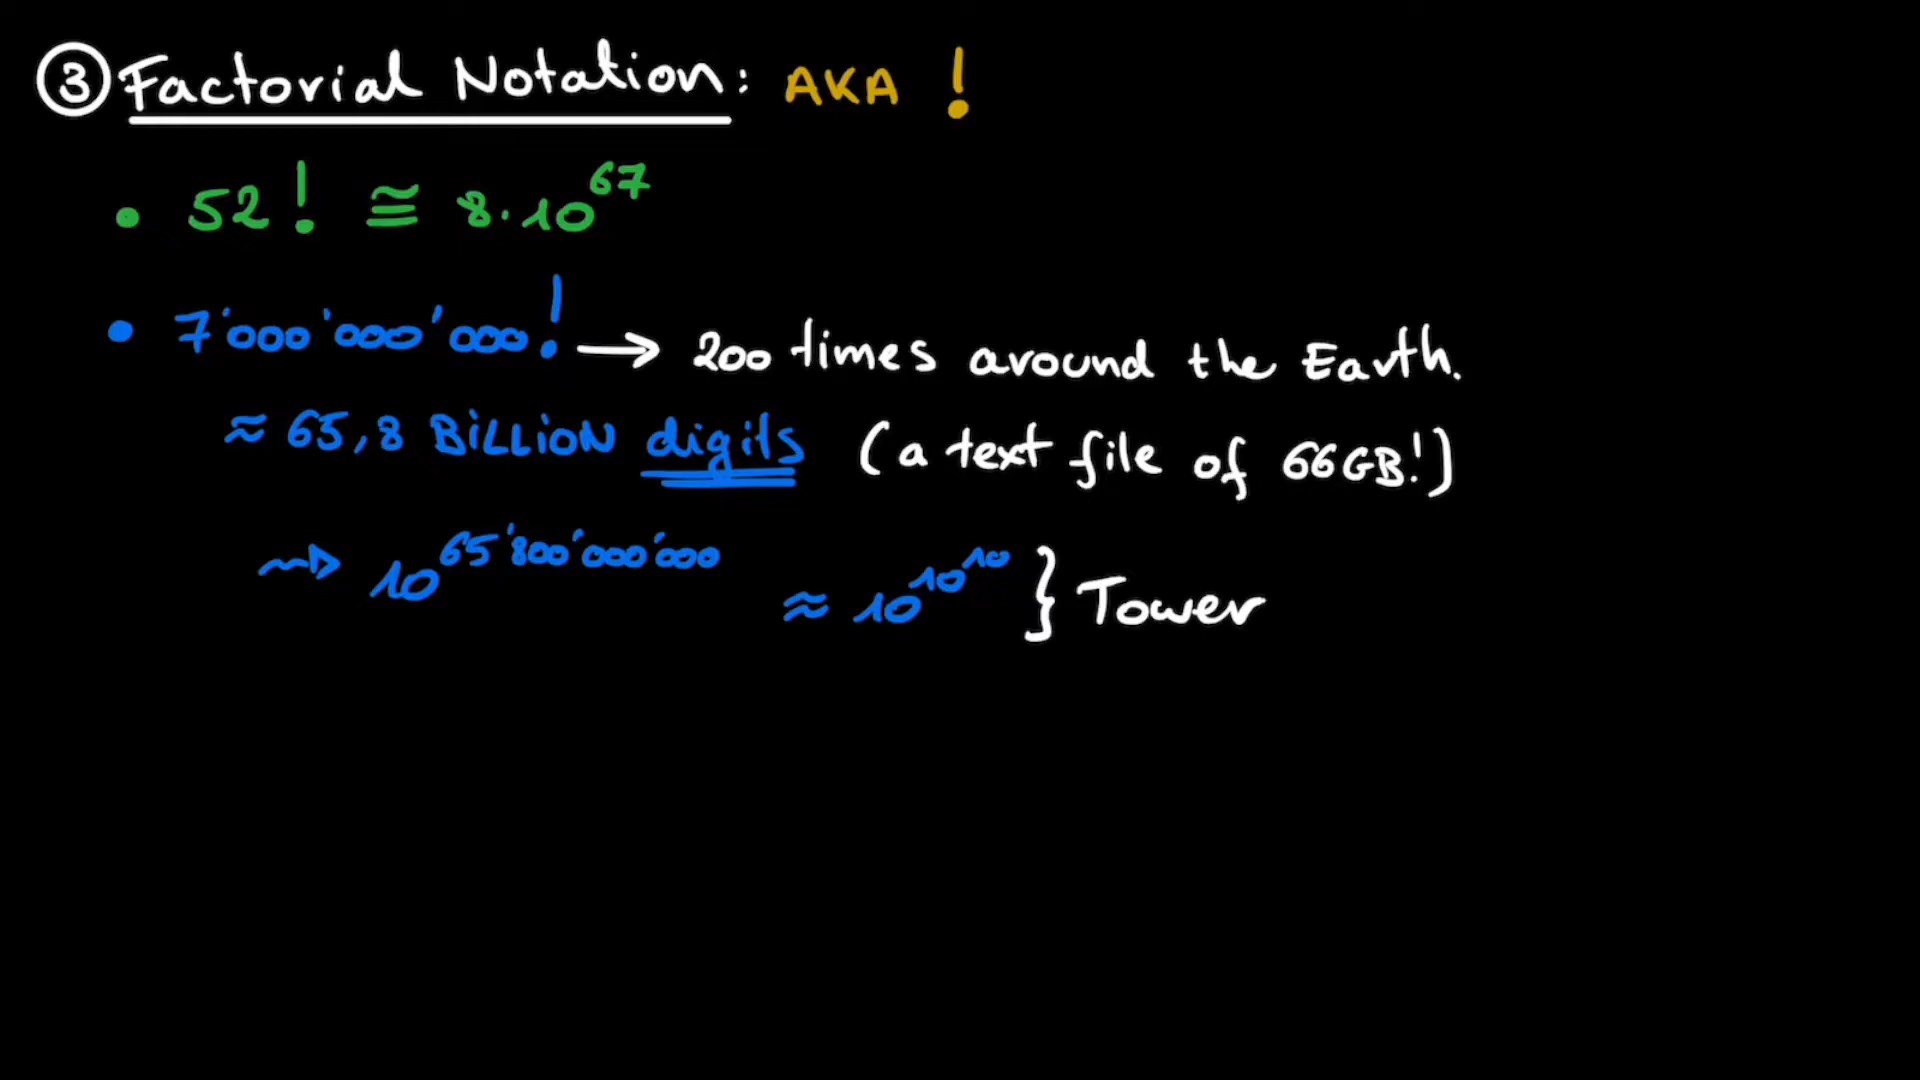 ③ Factorial Notation: AKA !
• 52! ≅ 8·10^67
• 7'000'000'000! → 200 times around the Earth.
≈ 65,8 BiLLiON digits (a text file of 66GB!)
⇝ 10^65'800'000'000 ≈ 10^10^10 } Tower